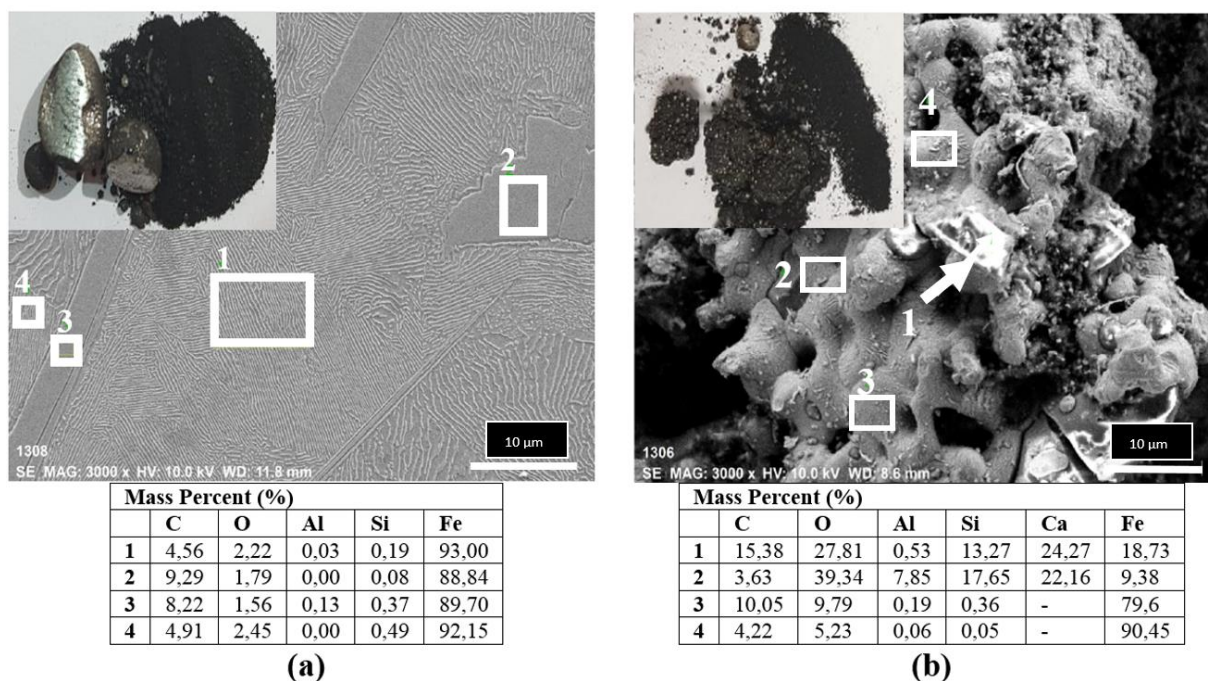 4
2
1
2
4
3
1
3
10 µm
10 µm
1308
SE MAG: 3000 x HV: 10.0 kV WD: 11.8 mm
1306
SE MAG: 3000 x HV: 10.0 kV WD: 8.6 mm
Mass Percent (%)
C O Al Si Fe
1 4,56 2,22 0,03 0,19 93,00
2 9,29 1,79 0,00 0,08 88,84
3 8,22 1,56 0,13 0,37 89,70
4 4,91 2,45 0,00 0,49 92,15
(a)
Mass Percent (%)
C O Al Si Ca Fe
1 15,38 27,81 0,53 13,27 24,27 18,73
2 3,63 39,34 7,85 17,65 22,16 9,38
3 10,05 9,79 0,19 0,36 - 79,6
4 4,22 5,23 0,06 0,05 - 90,45
(b)